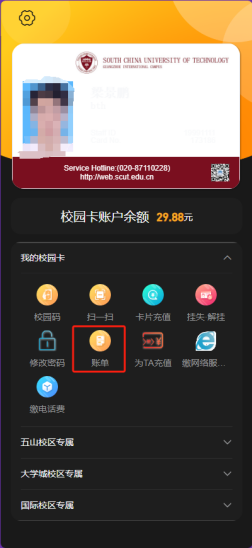 SOUTH CHINA UNIVERSITY OF TECHNOLOGY
GUANGZHOU INTERNATIONAL CAMPUS
Service Hotline:(020-87110228)
http://web.scut.edu.cn
校园卡账户余额 29.88元
我的校园卡
校园码 扫一扫 卡片充值 挂失 解挂
修改密码 账单 为TA充值 缴网络服...
缴电话费
五山校区专属
大学城校区专属
国际校区专属